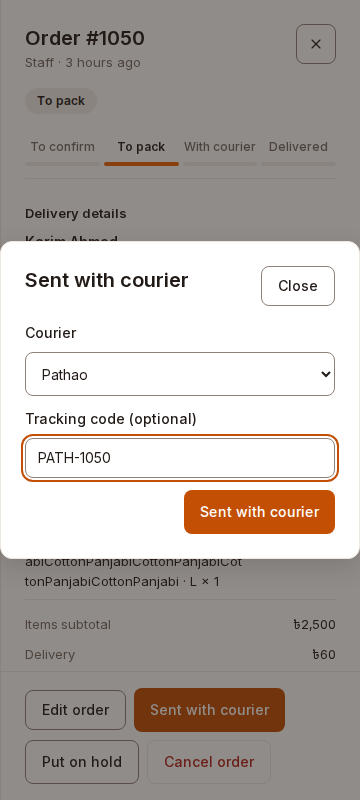 Order #1050
Staff · 3 hours ago
To pack
To confirm To pack With courier Delivered
Delivery details
Karim Ahmed
Sent with courier
Close
Courier
Pathao
Tracking code (optional)
PATH-1050
Sent with courier
abiCottonPanjabiCottonPanjabiCot
tonPanjabiCottonPanjabi · L × 1
Items subtotal ৳2,500
Delivery ৳60
Edit order Sent with courier
Put on hold Cancel order